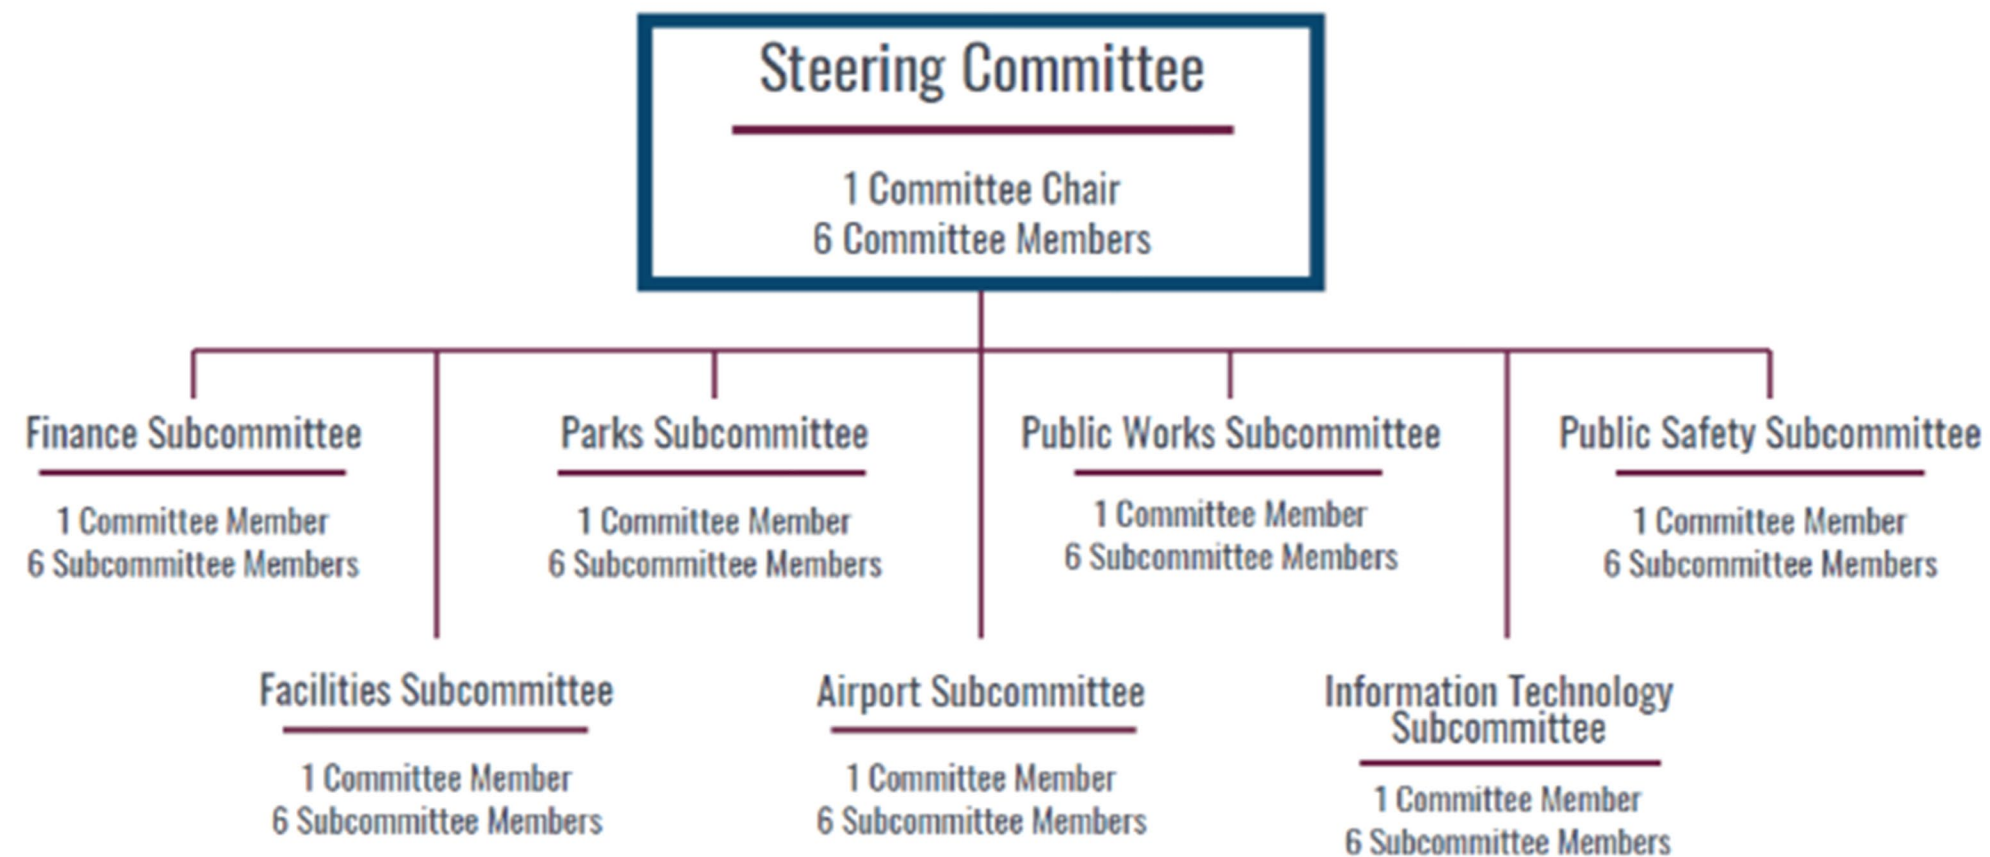 Steering Committee
1 Committee Chair
6 Committee Members
Finance Subcommittee
1 Committee Member
6 Subcommittee Members
Parks Subcommittee
1 Committee Member
6 Subcommittee Members
Public Works Subcommittee
1 Committee Member
6 Subcommittee Members
Public Safety Subcommittee
1 Committee Member
6 Subcommittee Members
Facilities Subcommittee
1 Committee Member
6 Subcommittee Members
Airport Subcommittee
1 Committee Member
6 Subcommittee Members
Information Technology
Subcommittee
1 Committee Member
6 Subcommittee Members